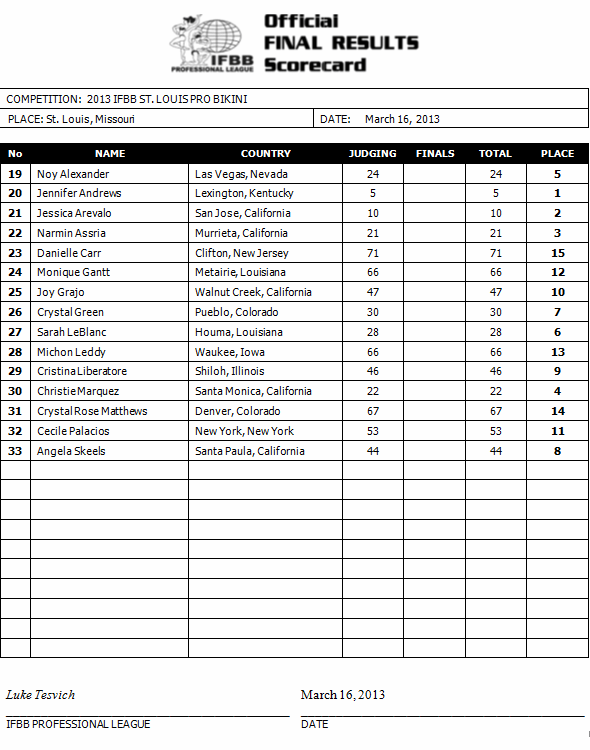 Official
FINAL RESULTS
Scorecard
IFBB
PROFESSIONAL LEAGUE
COMPETITION: 2013 IFBB ST. LOUIS PRO BIKINI
PLACE: St. Louis, Missouri DATE: March 16, 2013
No NAME COUNTRY JUDGING FINALS TOTAL PLACE
19 Noy Alexander Las Vegas, Nevada 24 24 5
20 Jennifer Andrews Lexington, Kentucky 5 5 1
21 Jessica Arevalo San Jose, California 10 10 2
22 Narmin Assria Murrieta, California 21 21 3
23 Danielle Carr Clifton, New Jersey 71 71 15
24 Monique Gantt Metairie, Louisiana 66 66 12
25 Joy Grajo Walnut Creek, California 47 47 10
26 Crystal Green Pueblo, Colorado 30 30 7
27 Sarah LeBlanc Houma, Louisiana 28 28 6
28 Michon Leddy Waukee, Iowa 66 66 13
29 Cristina Liberatore Shiloh, Illinois 46 46 9
30 Christie Marquez Santa Monica, California 22 22 4
31 Crystal Rose Matthews Denver, Colorado 67 67 14
32 Cecile Palacios New York, New York 53 53 11
33 Angela Skeels Santa Paula, California 44 44 8
Luke Tesvich March 16, 2013
IFBB PROFESSIONAL LEAGUE DATE